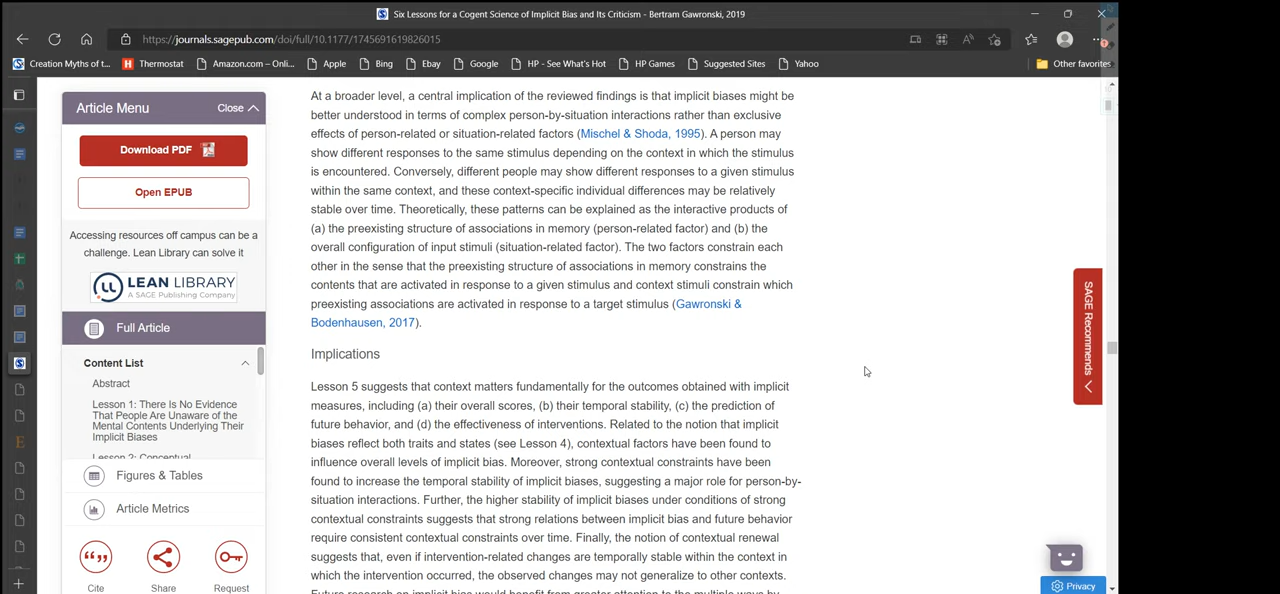 Six Lessons for a Cogent Science of Implicit Bias and Its Criticism - Bertram Gawronski, 2019
https://journals.sagepub.com/doi/full/10.1177/1745691619826015
Creation Myths of t...
Thermostat
Amazon.com – Onli...
Apple
Bing
Ebay
Google
HP - See What's Hot
HP Games
Suggested Sites
Yahoo
Other favorites
Article Menu
Close
Download PDF
Open EPUB
Accessing resources off campus can be a
challenge. Lean Library can solve it
LEAN LIBRARY
A SAGE Publishing Company
Full Article
Content List
Abstract
Lesson 1: There Is No Evidence
That People Are Unaware of the
Mental Contents Underlying Their
Implicit Biases
Lesson 2: Conceptual
Figures & Tables
Article Metrics
Cite
Share
Request
At a broader level, a central implication of the reviewed findings is that implicit biases might be
better understood in terms of complex person-by-situation interactions rather than exclusive
effects of person-related or situation-related factors (Mischel & Shoda, 1995). A person may
show different responses to the same stimulus depending on the context in which the stimulus
is encountered. Conversely, different people may show different responses to a given stimulus
within the same context, and these context-specific individual differences may be relatively
stable over time. Theoretically, these patterns can be explained as the interactive products of
(a) the preexisting structure of associations in memory (person-related factor) and (b) the
overall configuration of input stimuli (situation-related factor). The two factors constrain each
other in the sense that the preexisting structure of associations in memory constrains the
contents that are activated in response to a given stimulus and context stimuli constrain which
preexisting associations are activated in response to a target stimulus (Gawronski &
Bodenhausen, 2017).
Implications
Lesson 5 suggests that context matters fundamentally for the outcomes obtained with implicit
measures, including (a) their overall scores, (b) their temporal stability, (c) the prediction of
future behavior, and (d) the effectiveness of interventions. Related to the notion that implicit
biases reflect both traits and states (see Lesson 4), contextual factors have been found to
influence overall levels of implicit bias. Moreover, strong contextual constraints have been
found to increase the temporal stability of implicit biases, suggesting a major role for person-by-
situation interactions. Further, the higher stability of implicit biases under conditions of strong
contextual constraints suggests that strong relations between implicit bias and future behavior
require consistent contextual constraints over time. Finally, the notion of contextual renewal
suggests that, even if intervention-related changes are temporally stable within the context in
which the intervention occurred, the observed changes may not generalize to other contexts.
Future research on implicit bias would benefit from greater attention to the multiple ways by
SAGE Recommends
Privacy